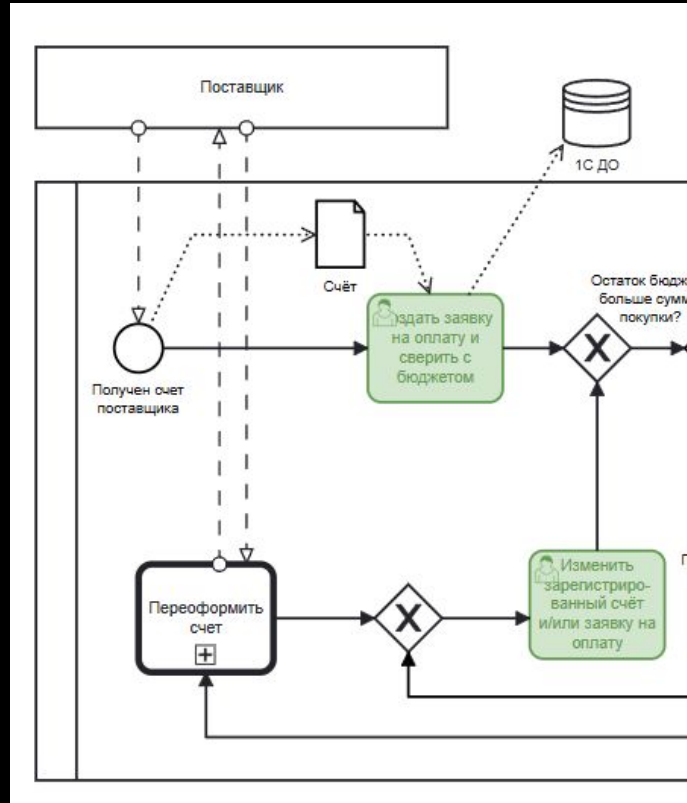 Поставщик
1С ДО
Счёт
Остаток бюдж
больше сумм
покупки?
здать заявку
на оплату и
сверить с
бюджетом
Получен счет
поставщика
Изменить
зарегистриро-
ванный счёт
и/или заявку на
оплату
Переоформить
счет